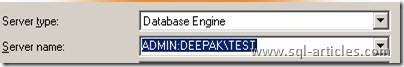 Server type: Database Engine
Server name: ADMIN:DEEPAK\TEST
www.sql-articles.com